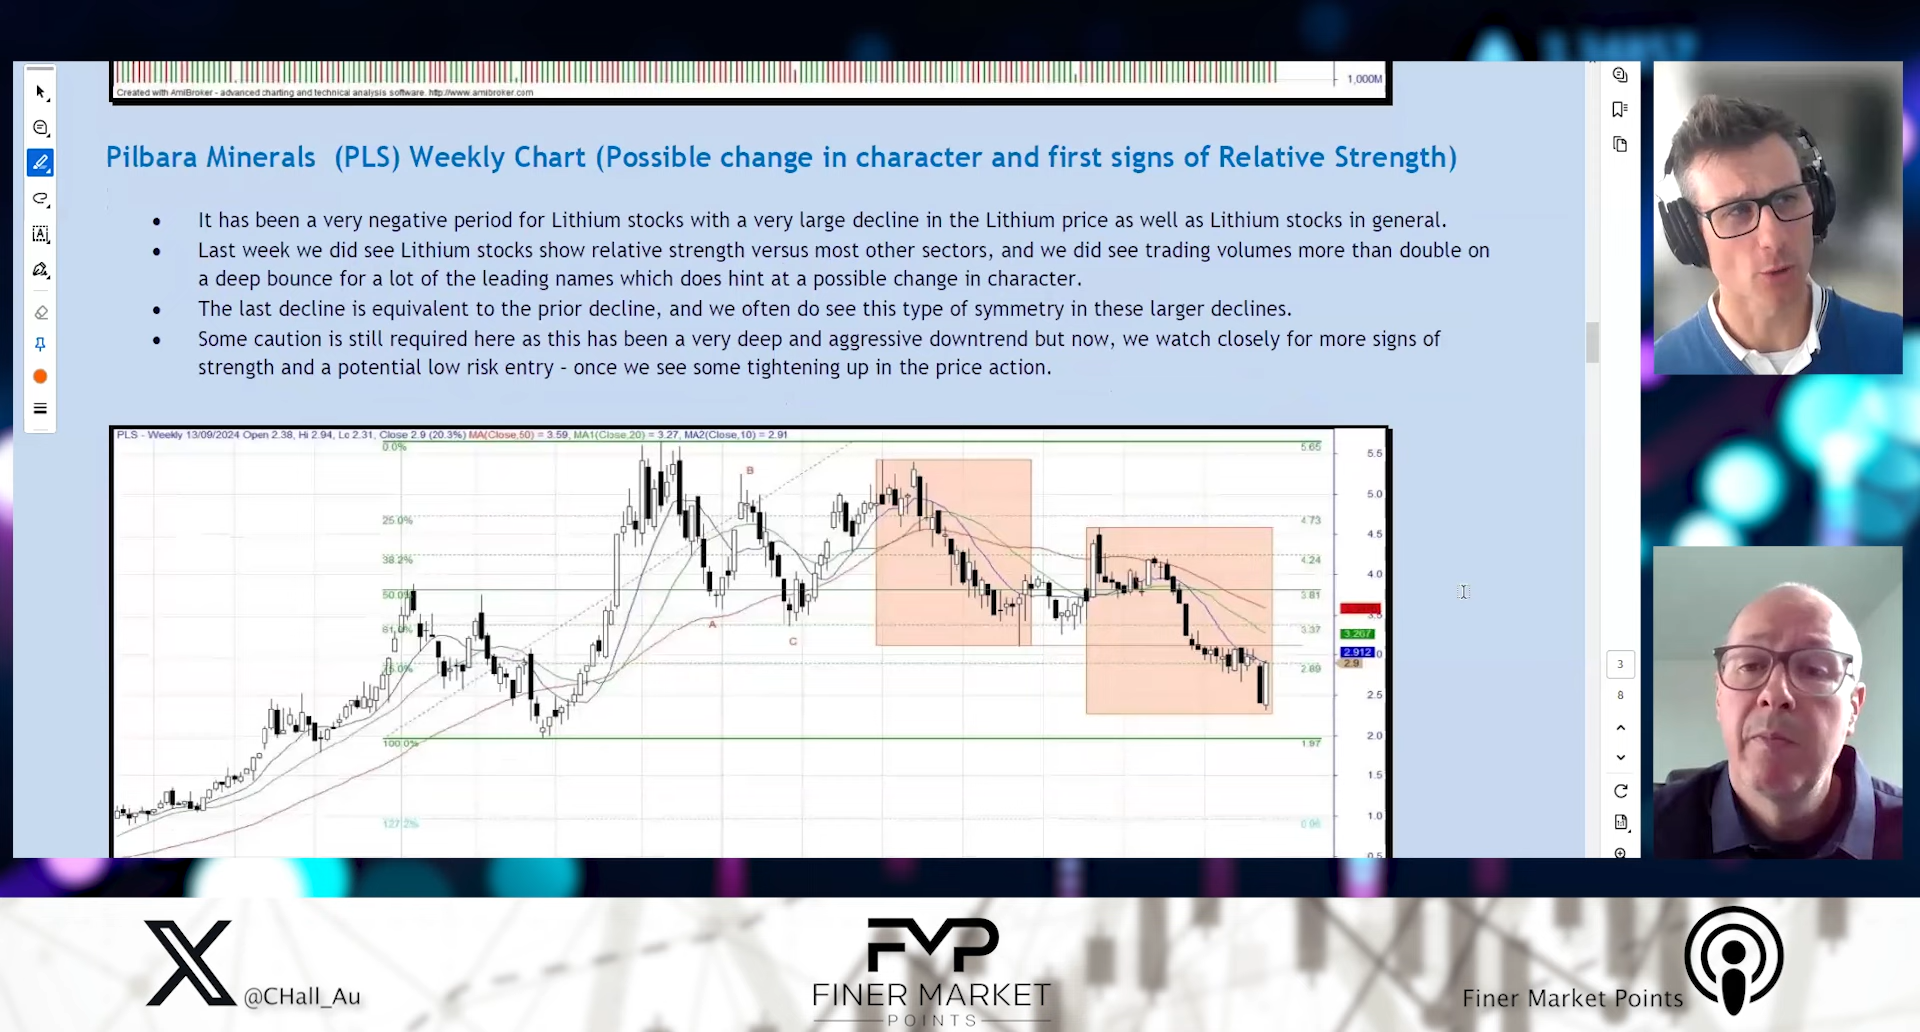 1,000M
Created with AmiBroker - advanced charting and technical analysis software. http://www.amibroker.com
Pilbara Minerals (PLS) Weekly Chart (Possible change in character and first signs of Relative Strength)
• It has been a very negative period for Lithium stocks with a very large decline in the Lithium price as well as Lithium stocks in general.
• Last week we did see Lithium stocks show relative strength versus most other sectors, and we did see trading volumes more than double on
a deep bounce for a lot of the leading names which does hint at a possible change in character.
• The last decline is equivalent to the prior decline, and we often do see this type of symmetry in these larger declines.
• Some caution is still required here as this has been a very deep and aggressive downtrend but now, we watch closely for more signs of
strength and a potential low risk entry – once we see some tightening up in the price action.
PLS - Weekly 13/09/2024 Open 2.38, Hi 2.94, Lo 2.31, Close 2.9 (20.3%) MA(Close,50) = 3.59, MA1(Close,20) = 3.27, MA2(Close,10) = 2.91
0.0% 5.65
5.5
B
5.0
25.0% 4.73
4.5
38.2% 4.24
4.0
50.0% 3.81
3.5
A 3.37
3.267
C
2.912
2.9
2.89
2.5
2.0
100.0% 1.97
1.5
1.0
127.2% 0.96
0.5
3
8
@CHall_Au
FMP
FINER MARKET
POINTS
Finer Market Points